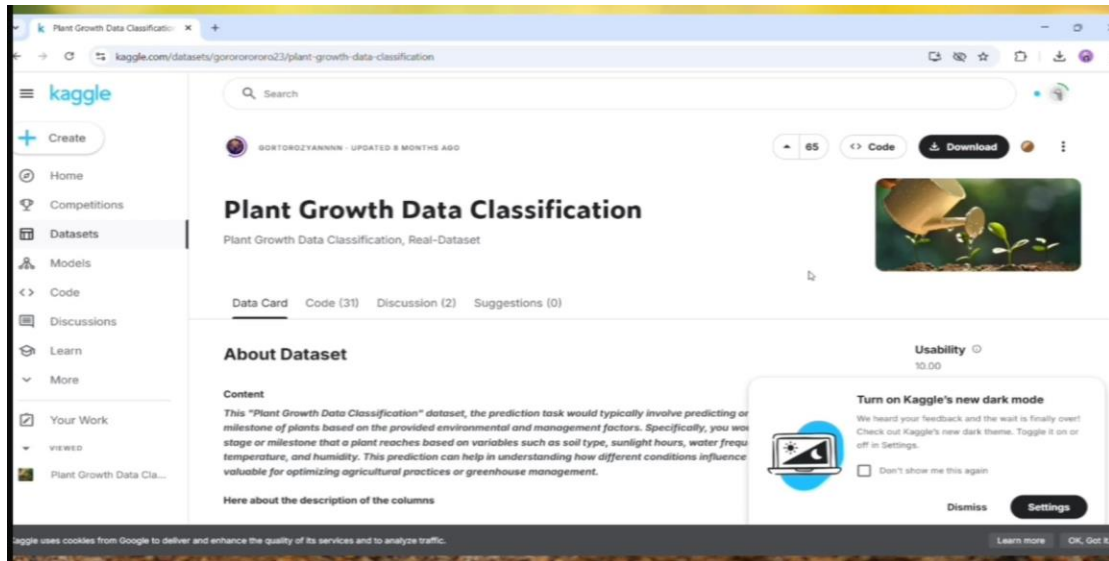 Plant Growth Data Classificatio
kaggle.com/datasets/gorororororo23/plant-growth-data-classification
kaggle
Search
Create
GORTOROZYANNNN · UPDATED 8 MONTHS AGO
65
<> Code
Download
Home
Competitions
Datasets
Models
Code
Discussions
Learn
More
Your Work
VIEWED
Plant Growth Data Cla...
Plant Growth Data Classification
Plant Growth Data Classification, Real-Dataset
Data Card Code (31) Discussion (2) Suggestions (0)
About Dataset
Usability
10.00
Content
This "Plant Growth Data Classification" dataset, the prediction task would typically involve predicting or
milestone of plants based on the provided environmental and management factors. Specifically, you wou
stage or milestone that a plant reaches based on variables such as soil type, sunlight hours, water frequ
temperature, and humidity. This prediction can help in understanding how different conditions influence
valuable for optimizing agricultural practices or greenhouse management.
Here about the description of the columns
Turn on Kaggle's new dark mode
We heard your feedback and the wait is finally over!
Check out Kaggle's new dark theme. Toggle it on or
off in Settings.
Don't show me this again
Dismiss
Settings
Kaggle uses cookies from Google to deliver and enhance the quality of its services and to analyze traffic.
Learn more
OK, Got it